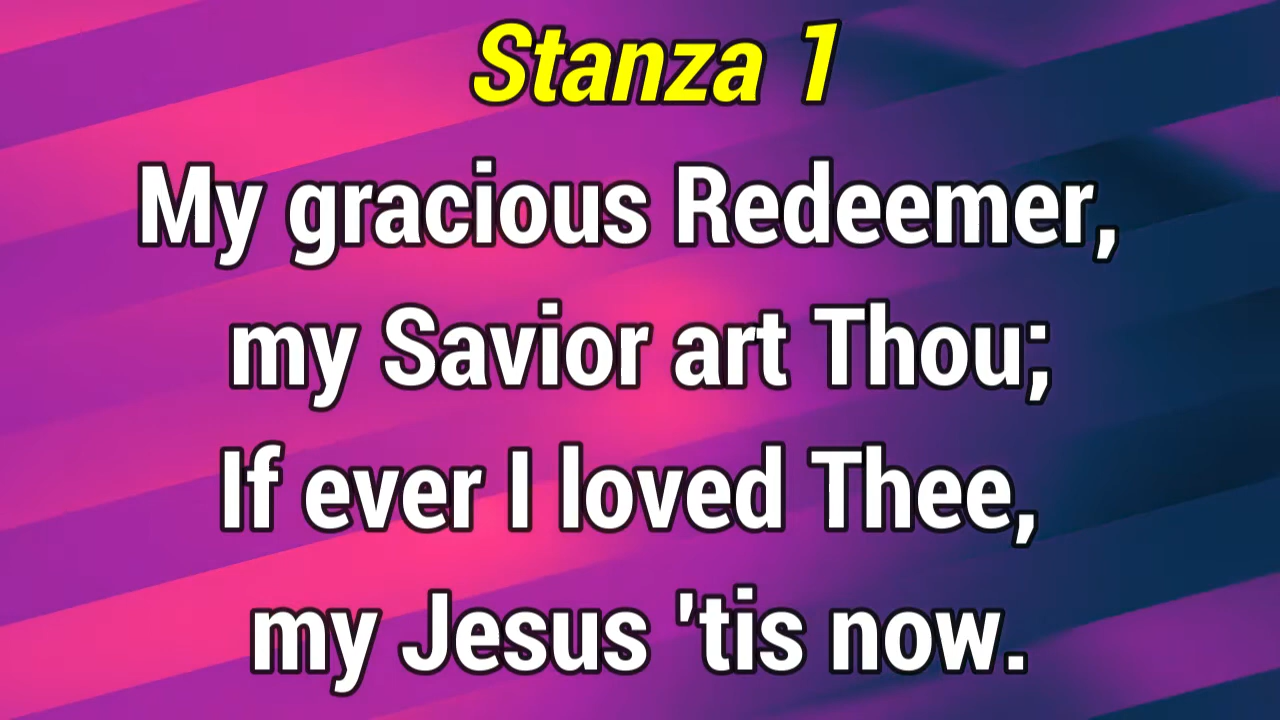 Stanza 1
My gracious Redeemer,
my Savior art Thou;
If ever I loved Thee,
my Jesus 'tis now.